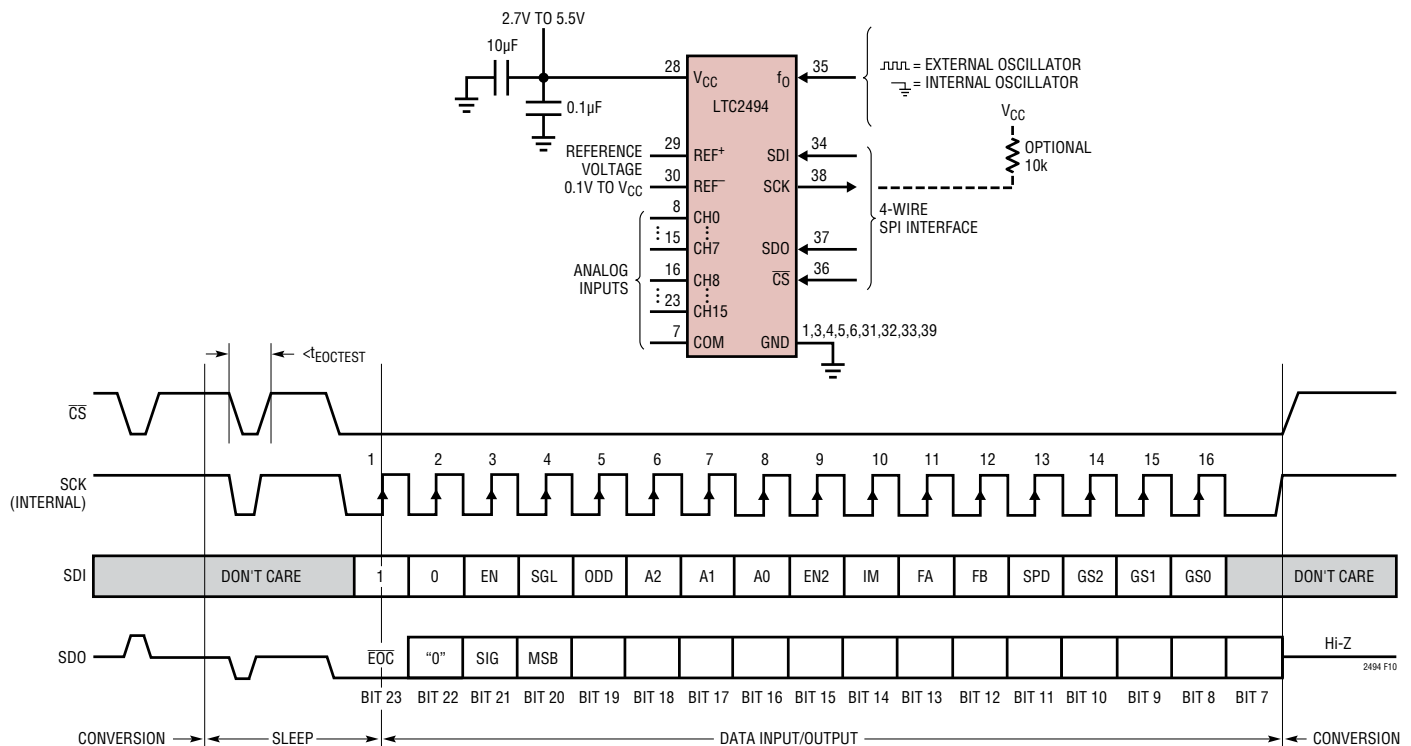 2.7V TO 5.5V
10µF
0.1µF
28 VCC
fO 35
LTC2494
= EXTERNAL OSCILLATOR
= INTERNAL OSCILLATOR
VCC
OPTIONAL
10k
REFERENCE
VOLTAGE
0.1V TO VCC
29 REF+
30 REF–
SDI 34
SCK 38
SDO 37
CS 36
4-WIRE
SPI INTERFACE
ANALOG
INPUTS
8 CH0
15 CH7
16 CH8
23 CH15
7 COM
GND 1,3,4,5,6,31,32,33,39
<tEOCTEST
CS
SCK
(INTERNAL)
1 2 3 4 5 6 7 8 9 10 11 12 13 14 15 16
SDI DON'T CARE 1 0 EN SGL ODD A2 A1 A0 EN2 IM FA FB SPD GS2 GS1 GS0 DON'T CARE
SDO EOC “0” SIG MSB Hi-Z
2494 F10
BIT 23 BIT 22 BIT 21 BIT 20 BIT 19 BIT 18 BIT 17 BIT 16 BIT 15 BIT 14 BIT 13 BIT 12 BIT 11 BIT 10 BIT 9 BIT 8 BIT 7
CONVERSION SLEEP DATA INPUT/OUTPUT CONVERSION